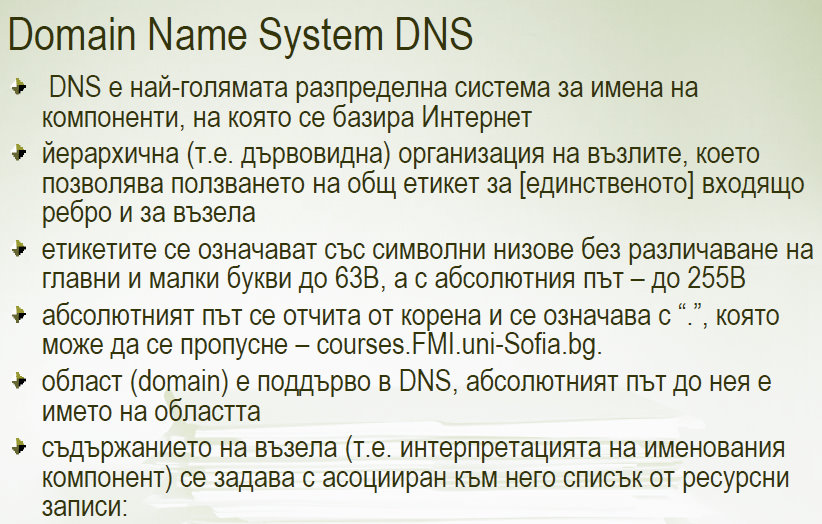 Domain Name System DNS
DNS е най-голямата разпределна система за имена на
компоненти, на която се базира Интернет
йерархична (т.е. дървовидна) организация на възлите, което
позволява ползването на общ етикет за [единственото] входящо
ребро и за възела
етикетите се означават със символни низове без различаване на
главни и малки букви до 63B, а с абсолютния път – до 255B
абсолютният път се отчита от корена и се означава с “.”, която
може да се пропусне – courses.FMI.uni-Sofia.bg.
област (domain) е поддърво в DNS, абсолютният път до нея е
името на областта
съдържанието на възела (т.е. интерпретацията на именования
компонент) се задава с асоцииран към него списък от ресурсни
записи: